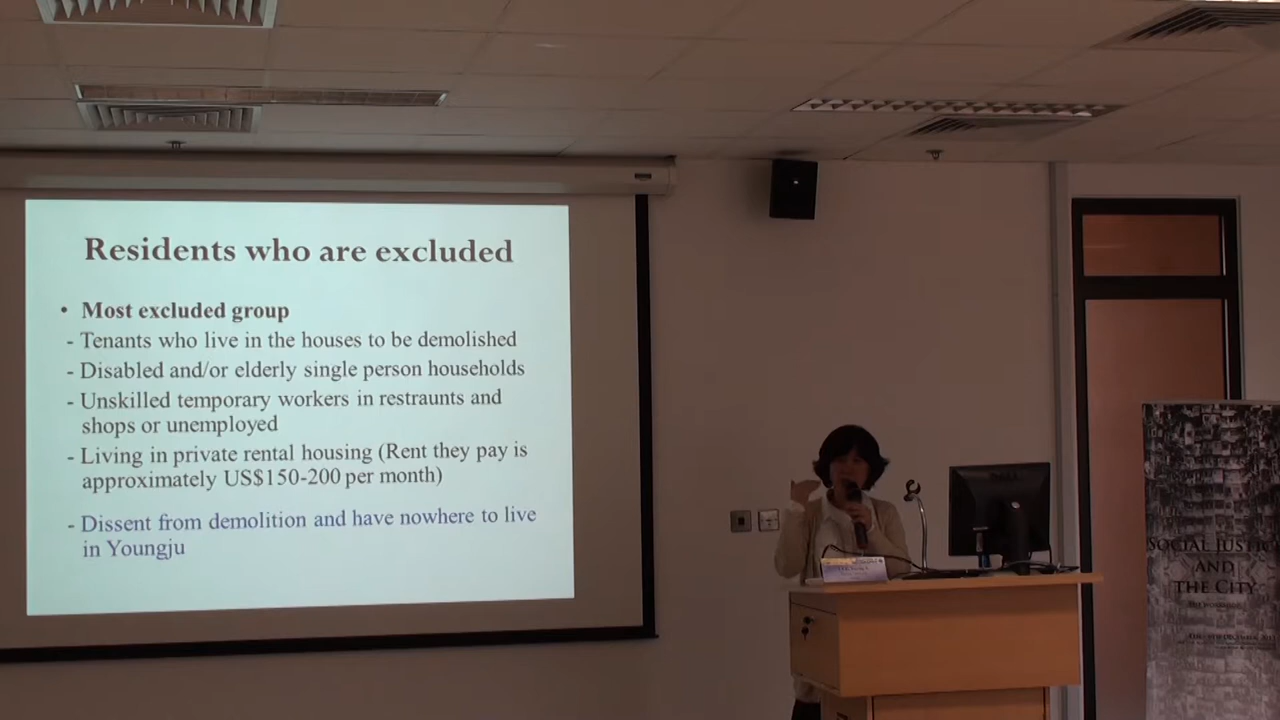 Residents who are excluded
• Most excluded group
- Tenants who live in the houses to be demolished
- Disabled and/or elderly single person households
- Unskilled temporary workers in restraunts and
shops or unemployed
- Living in private rental housing (Rent they pay is
approximately US$150-200 per month)
- Dissent from demolition and have nowhere to live
in Youngju
SOCIAL JUSTICE
AND
THE CITY